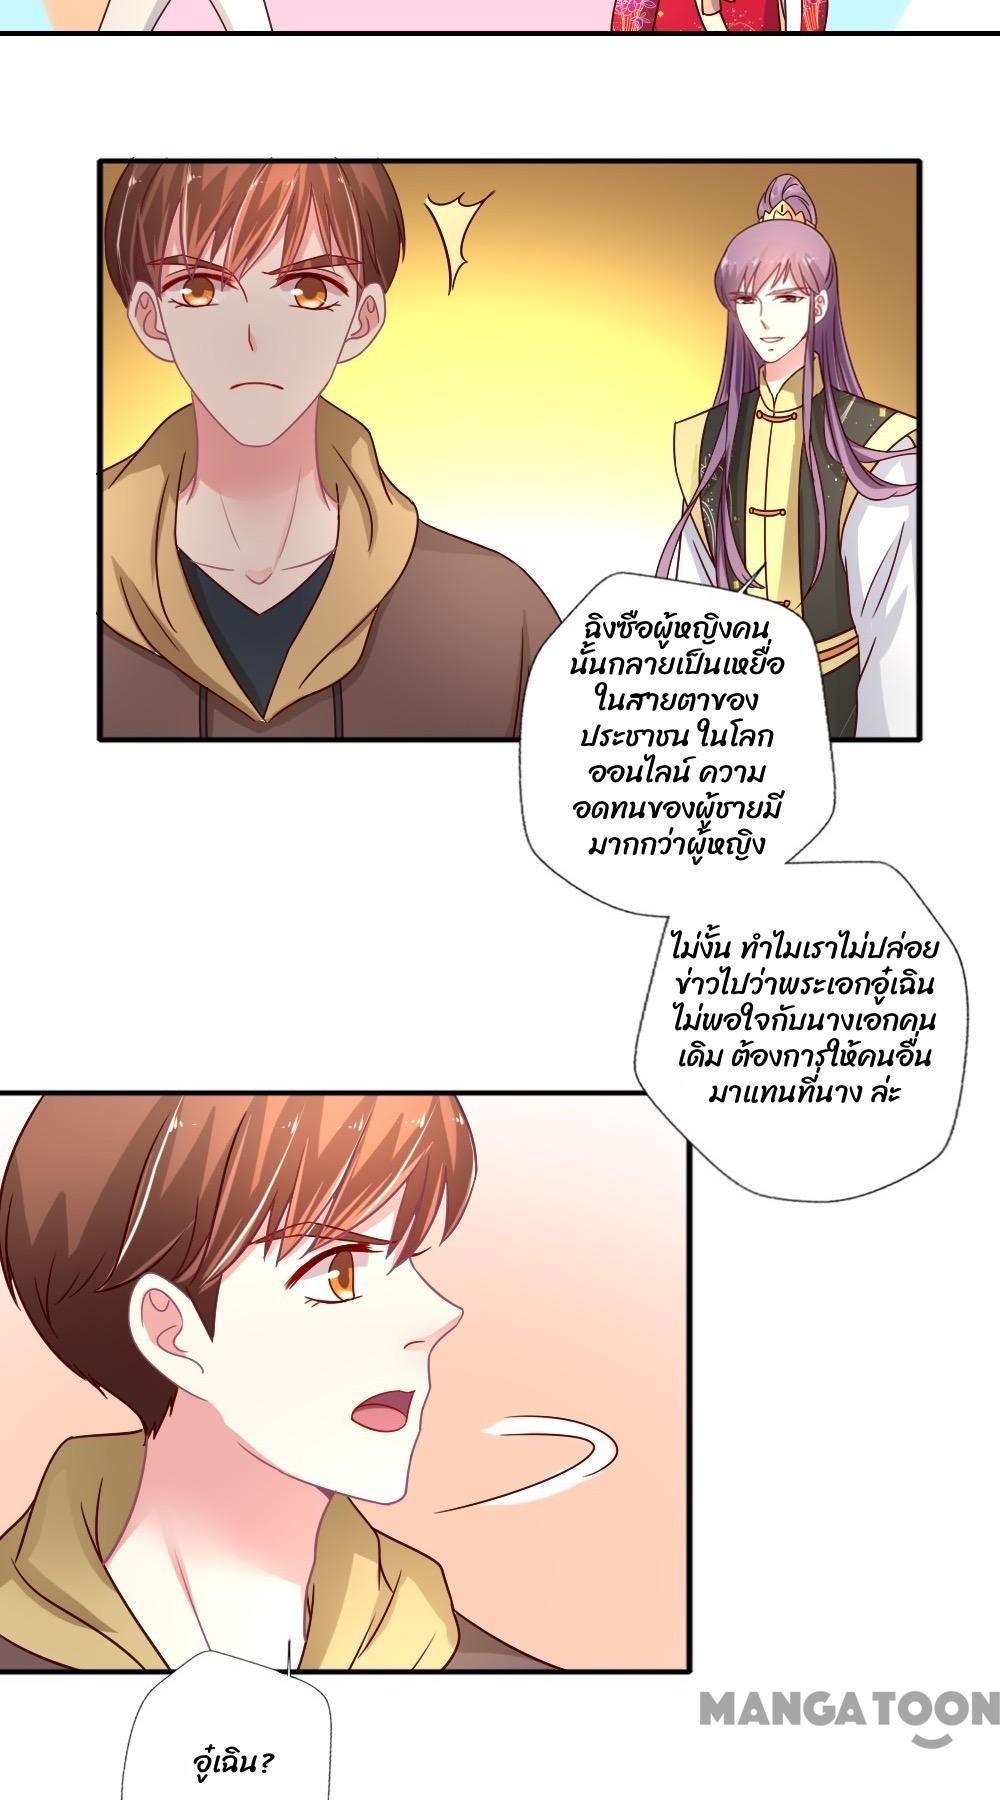 ฉิงซือผู้หญิงคน
นั้นกลายเป็นเหยื่อ
ในสายตาของ
ประชาชน ในโลก
ออนไลน์ ความ
อดทนของผู้ชายมี
มากกว่าผู้หญิง
ไม่งั้น ทำไมเราไม่ปล่อย
ข่าวไปว่าพระเอกอู๋เฉิน
ไม่พอใจกับนางเอกคน
เดิม ต้องการให้คนอื่น
มาแทนที่นาง ล่ะ
MANGATOON
อู๋เฉิน?